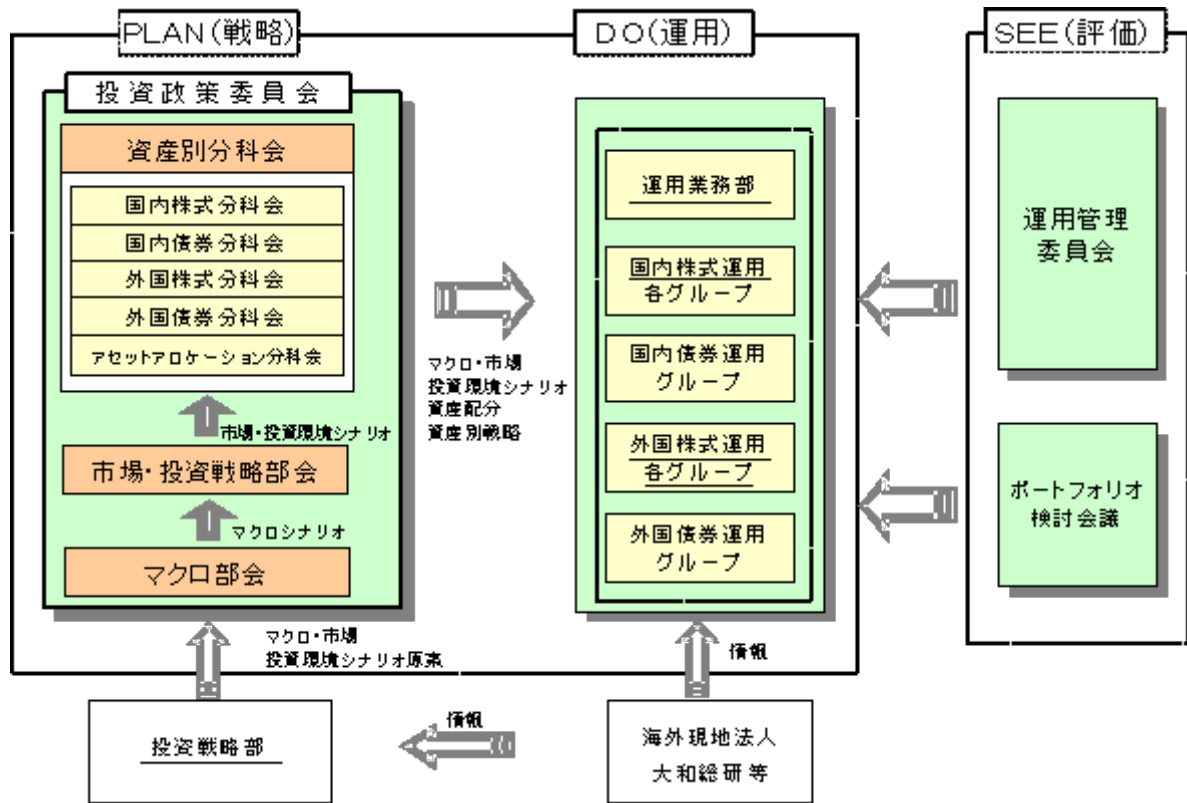 PLAN(戦略)
投資政策委員会
資産別分科会
国内株式分科会
国内債券分科会
外国株式分科会
外国債券分科会
アセットアロケーション分科会
市場・投資環境シナリオ
市場・投資戦略部会
マクロシナリオ
マクロ部会
マクロ・市場
投資環境シナリオ原案
投資戦略部
マクロ・市場
投資環境シナリオ
資産配分
資産別戦略
DO(運用)
運用業務部
国内株式運用
各グループ
国内債券運用
グループ
外国株式運用
各グループ
外国債券運用
グループ
情報
情報
海外現地法人
大和総研等
SEE(評価)
運用管理
委員会
ポートフォリオ
検討会議